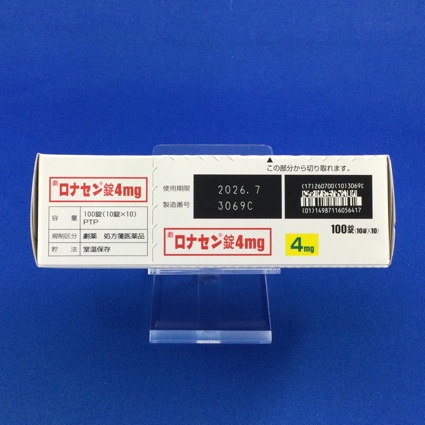 劇 ロナセン®錠4mg
容 量 100錠(10錠×10) PTP
規制区分 劇薬 処方箋医薬品
貯 法 室温保存
▲
この部分から切り取れます。
使用期限 2026.7
製造番号 3069C
(17)260700(10)3069C
(01)14987116056417
劇 ロナセン®錠4mg
4mg
100錠(10錠×10)